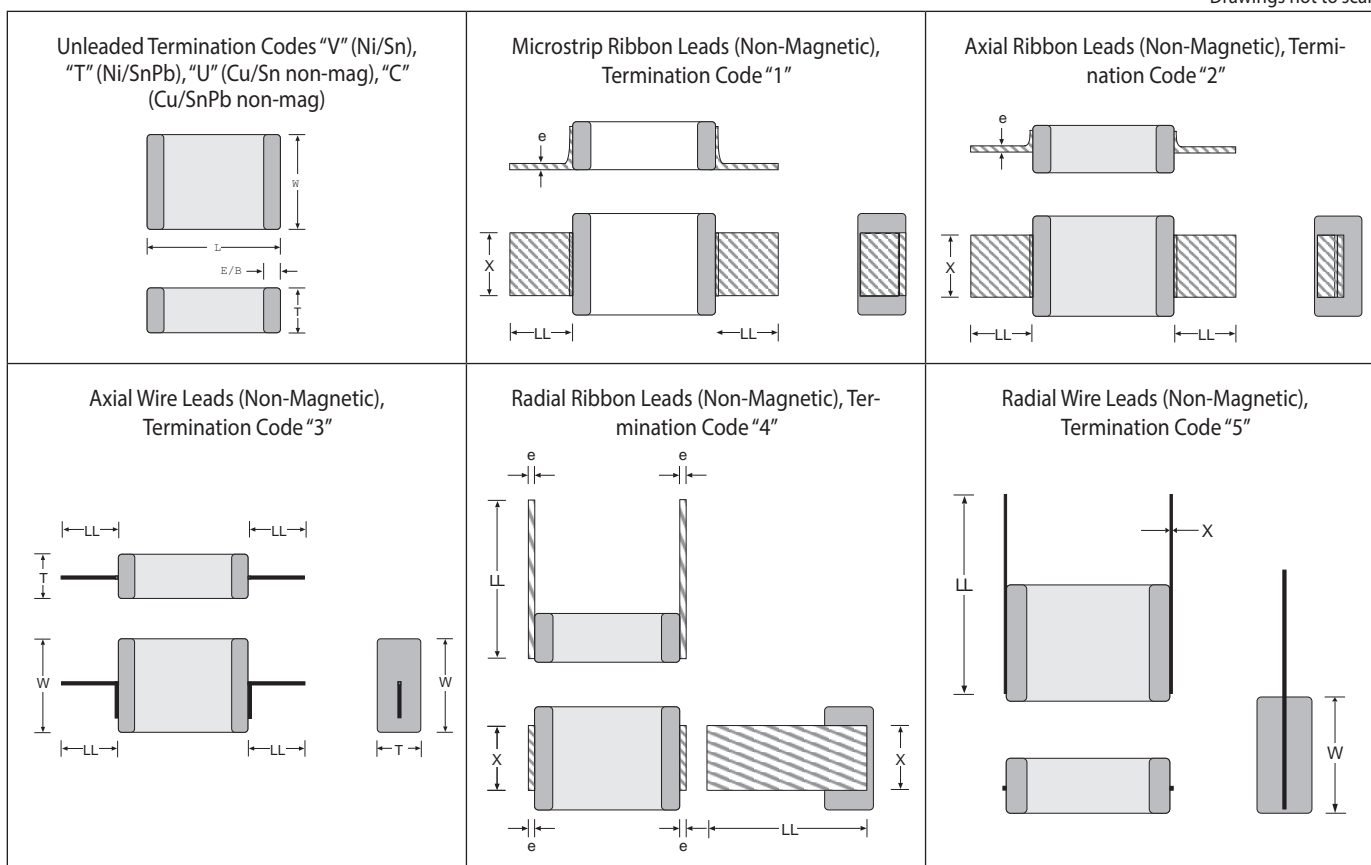 Drawings not to scal
Unleaded Termination Codes “V” (Ni/Sn),
“T” (Ni/SnPb), “U” (Cu/Sn non-mag), “C”
(Cu/SnPb non-mag)
W
L
E/B
T
Microstrip Ribbon Leads (Non-Magnetic),
Termination Code “1”
e
X
LL
LL
Axial Ribbon Leads (Non-Magnetic), Termi-
nation Code “2”
e
X
LL
LL
Axial Wire Leads (Non-Magnetic),
Termination Code “3”
LL
LL
T
W
W
LL
LL
T
Radial Ribbon Leads (Non-Magnetic), Ter-
mination Code “4”
e
e
LL
X
X
LL
e
e
Radial Wire Leads (Non-Magnetic),
Termination Code “5”
X
LL
W